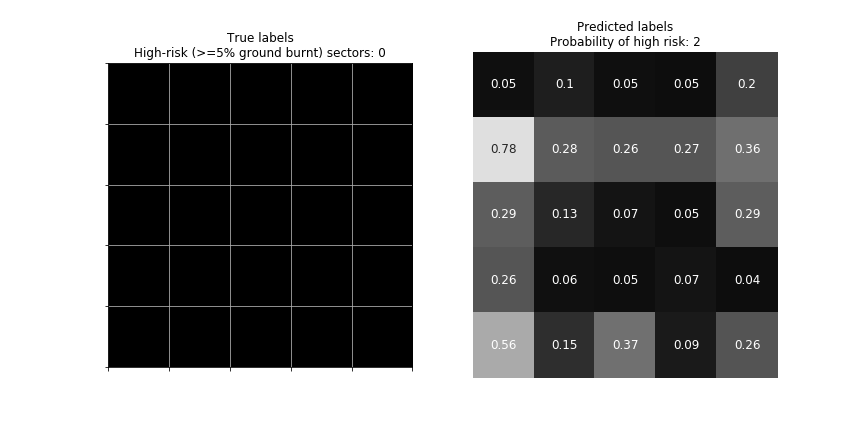 True labels
High-risk (>=5% ground burnt) sectors: 0
Predicted labels
Probability of high risk: 2
0.05 0.1 0.05 0.05 0.2
0.78 0.28 0.26 0.27 0.36
0.29 0.13 0.07 0.05 0.29
0.26 0.06 0.05 0.07 0.04
0.56 0.15 0.37 0.09 0.26